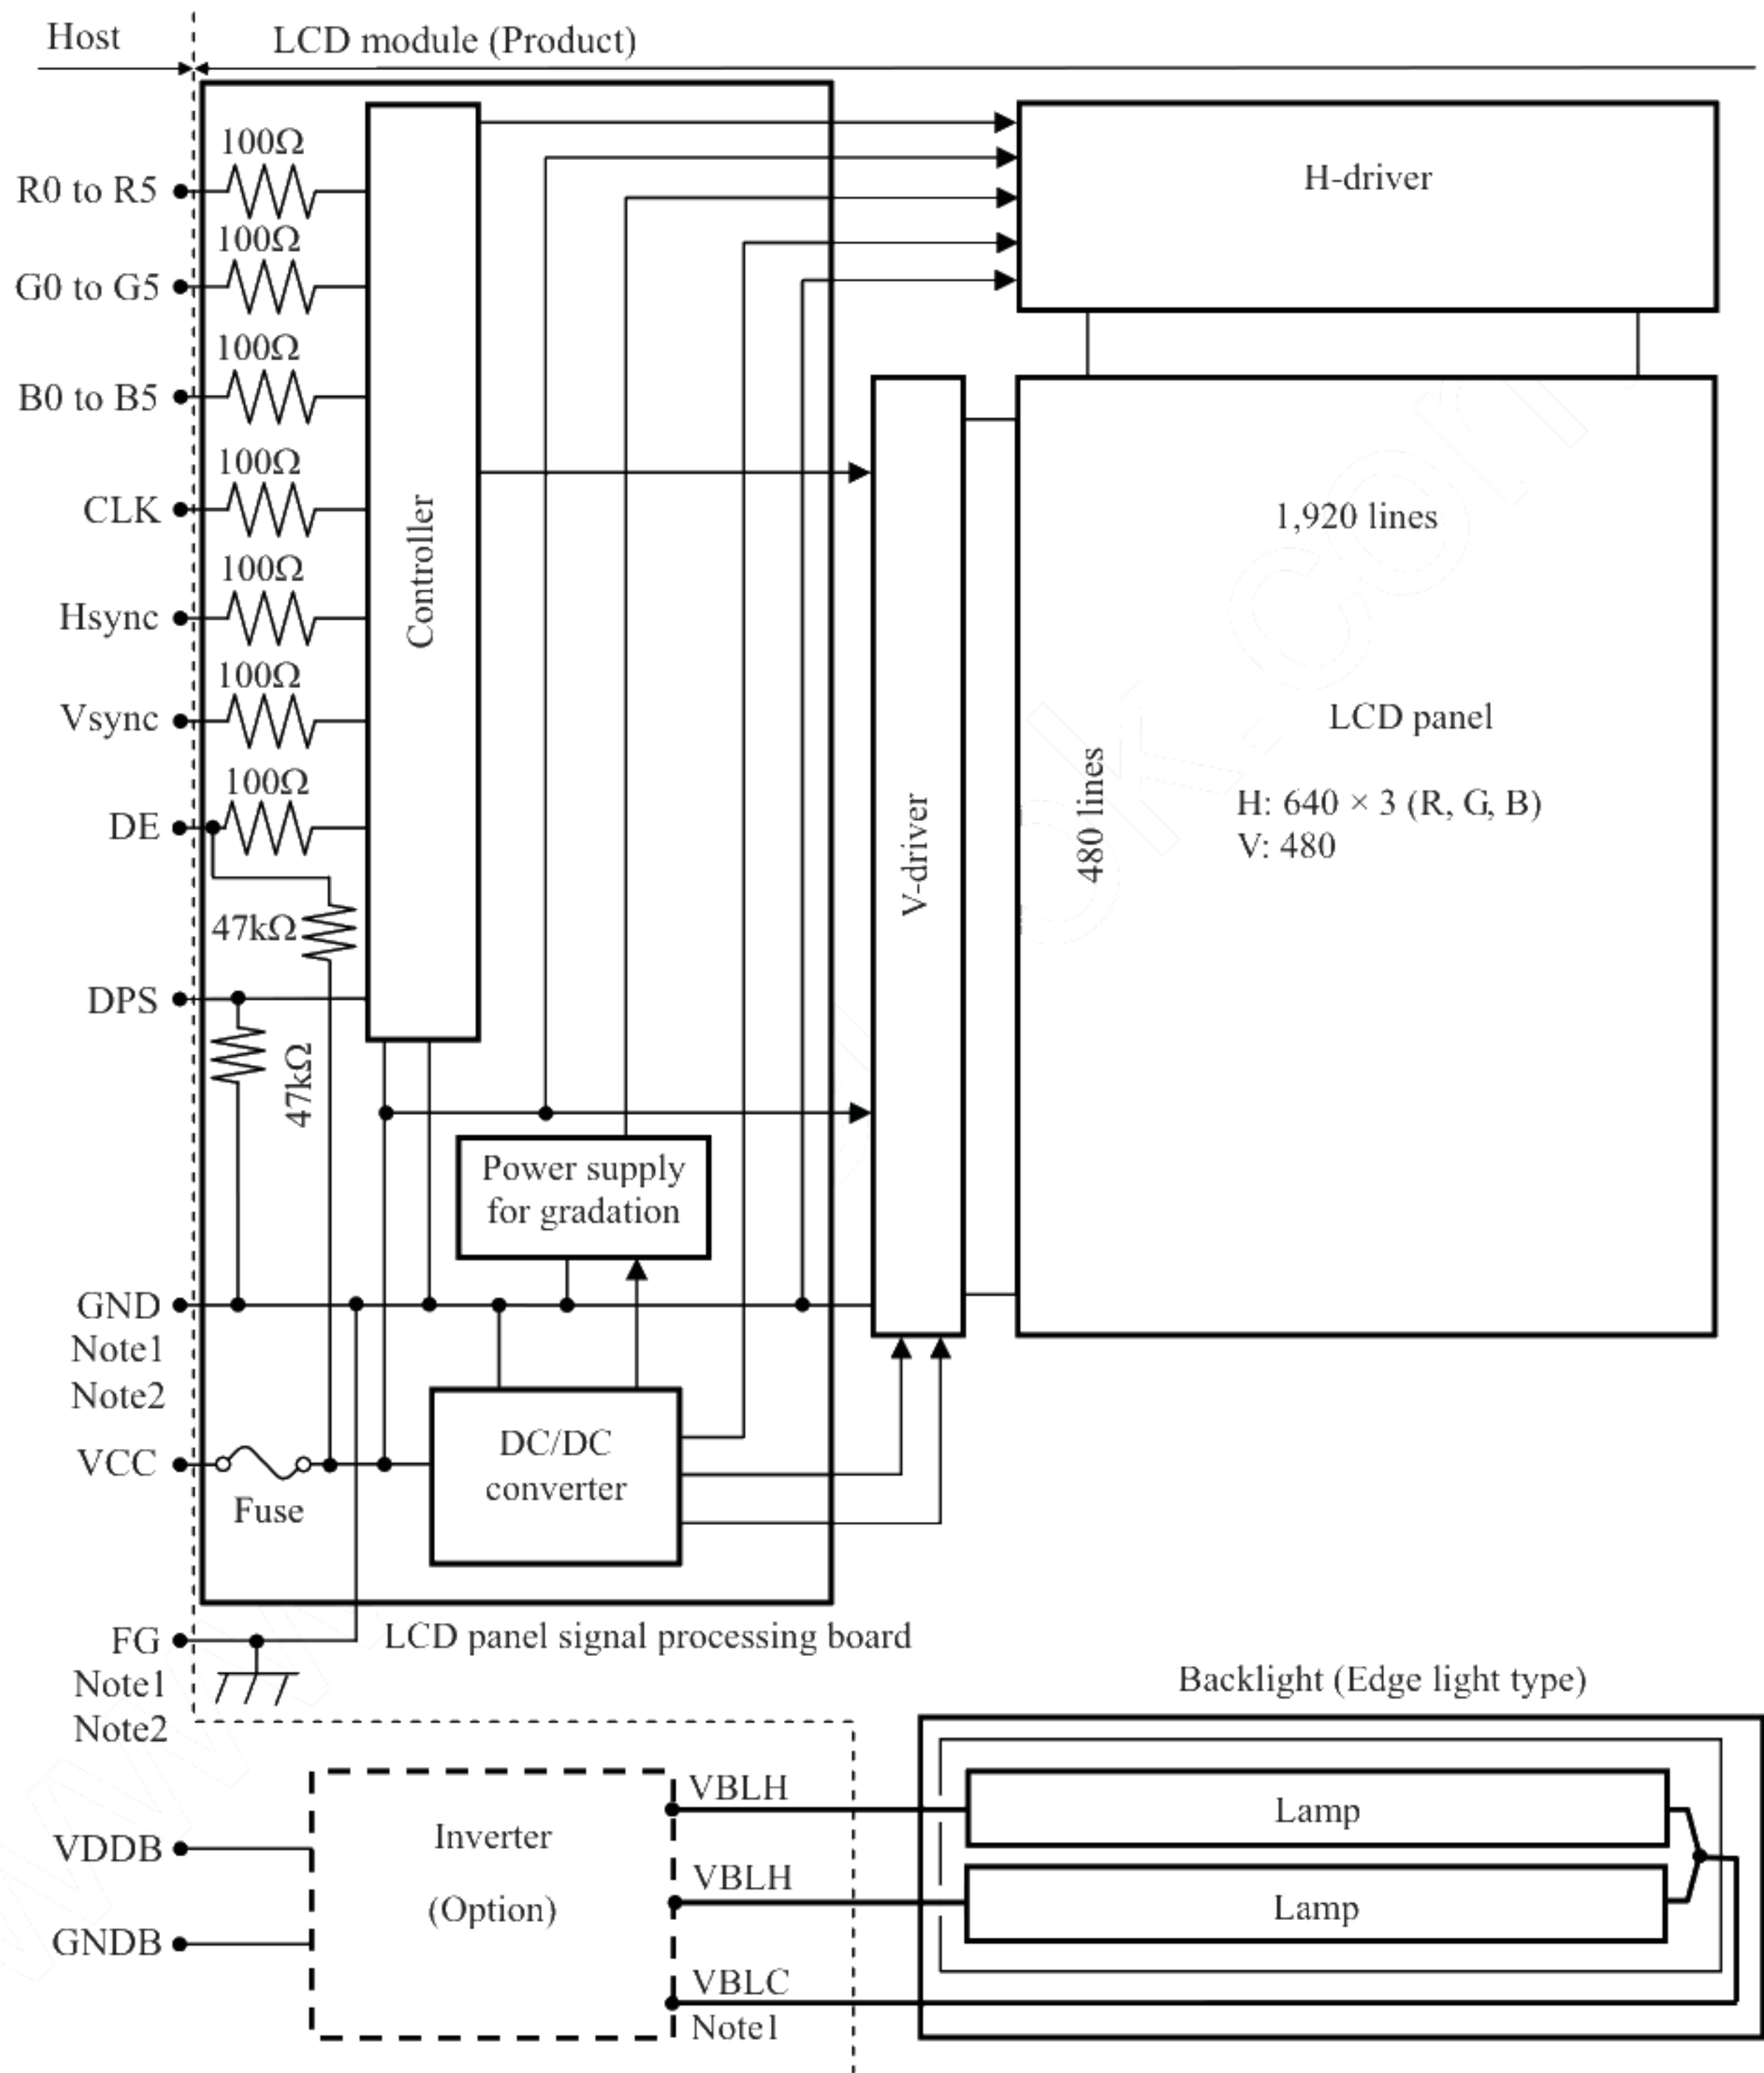 Host
LCD module (Product)
100Ω
R0 to R5
100Ω
G0 to G5
100Ω
B0 to B5
100Ω
CLK
100Ω
Hsync
100Ω
Vsync
100Ω
DE
47kΩ
DPS
47kΩ
Controller
H-driver
V-driver
1,920 lines
480 lines
LCD panel
H: 640 × 3 (R, G, B)
V: 480
Power supply
for gradation
GND
Note1
Note2
VCC
Fuse
DC/DC
converter
FG
Note1
Note2
LCD panel signal processing board
Backlight (Edge light type)
VDDB
GNDB
Inverter
(Option)
VBLH
VBLH
VBLC
Note1
Lamp
Lamp